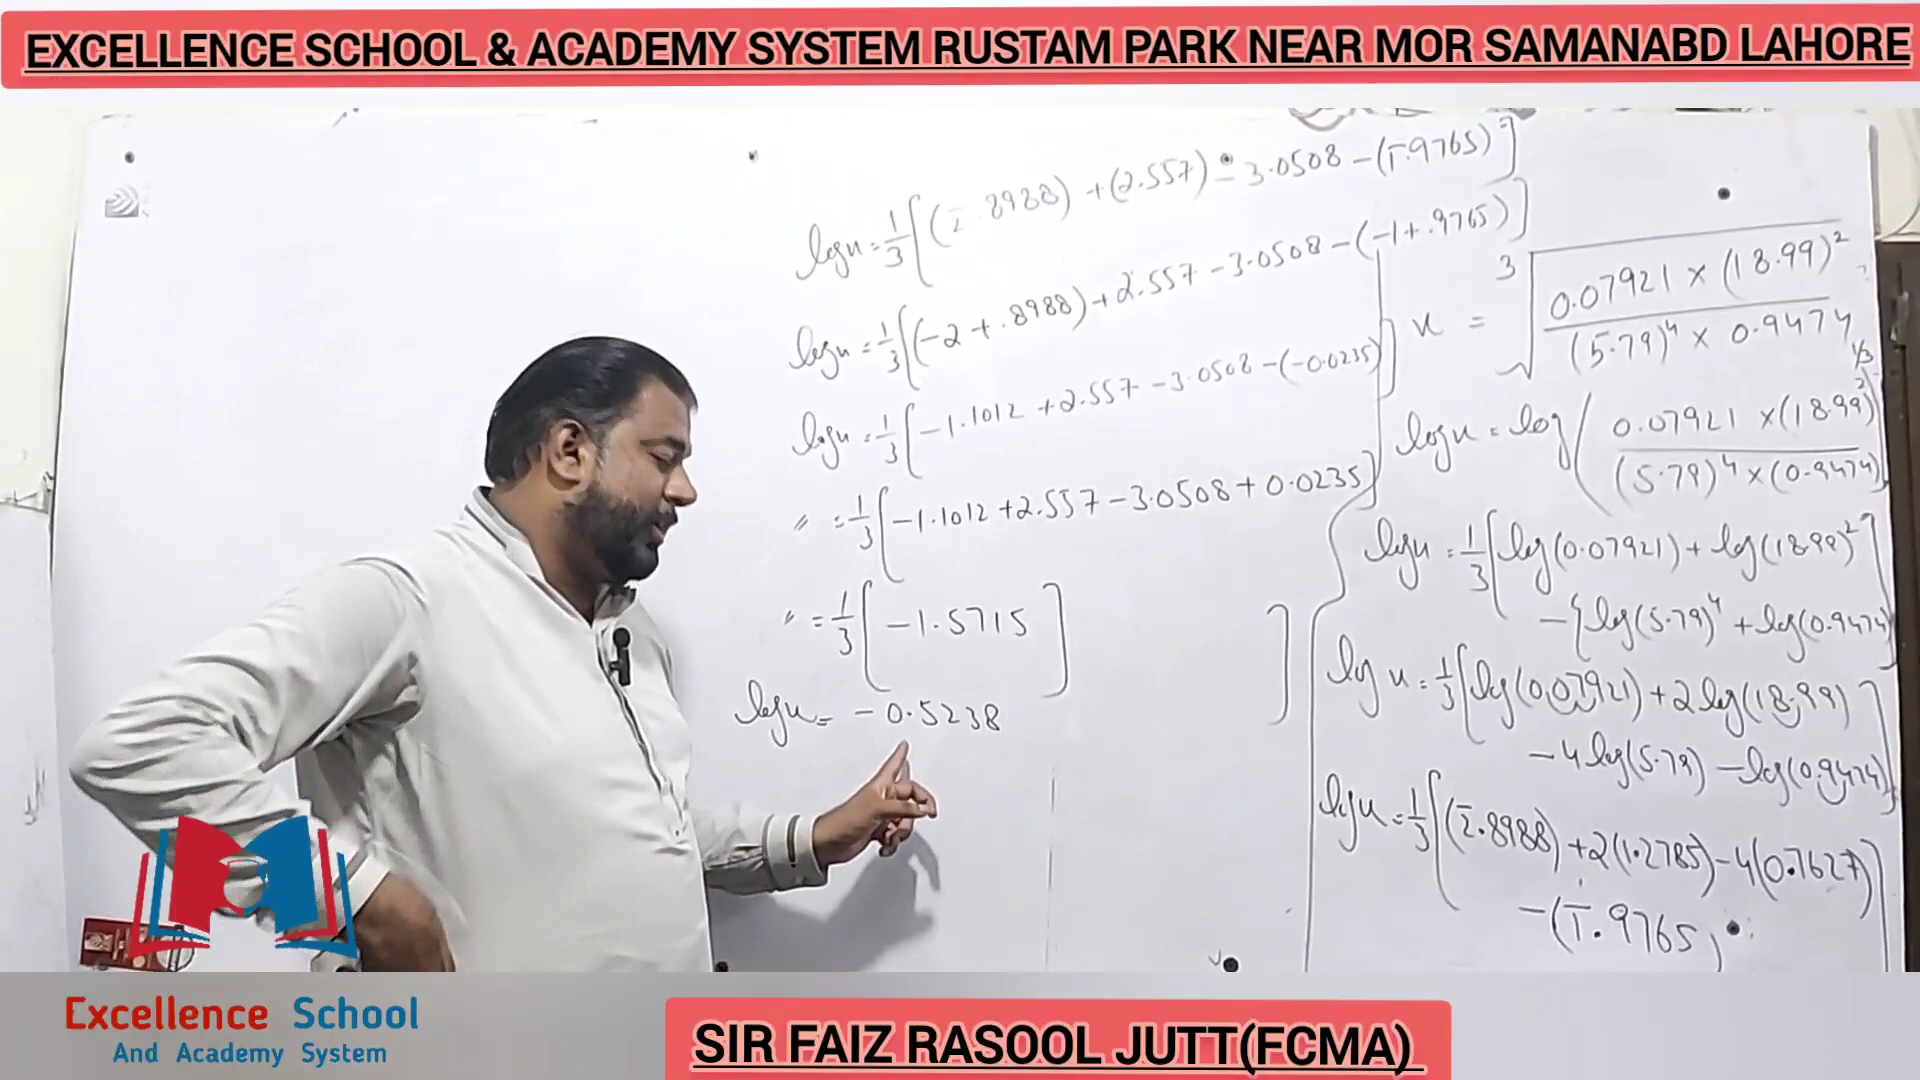 EXCELLENCE SCHOOL & ACADEMY SYSTEM RUSTAM PARK NEAR MOR SAMANABD LAHORE
x = ∛(0.07921 × (18.99)² / (5.79)⁴ × 0.9474)
log x = log (0.07921 × (18.99)² / (5.79)⁴ × (0.9474))^1/3
log x = 1/3 [log(0.07921) + log(18.99)²]
- {log(5.79)⁴ + log(0.9474)
log x = 1/3 [log(0.07921) + 2 log(18.99)]
- 4 log(5.79) - log(0.9474)
log x = 1/3 [(2̄.8988) + 2(1.2785) - 4(0.7627)]
- (1̄.9765)
log x = 1/3 [(2̄.8988) + (2.557) - 3.0508 - (1̄.9765)]
log x = 1/3 [(-2 + .8988) + 2.557 - 3.0508 - (-1 + .9765)]
log x = 1/3 [-1.1012 + 2.557 - 3.0508 - (-0.0235)]
〃 = 1/3 [-1.1012 + 2.557 - 3.0508 + 0.0235]
〃 = 1/3 [-1.5715]
log x = -0.5238
Excellence School
And Academy System
SIR FAIZ RASOOL JUTT(FCMA)